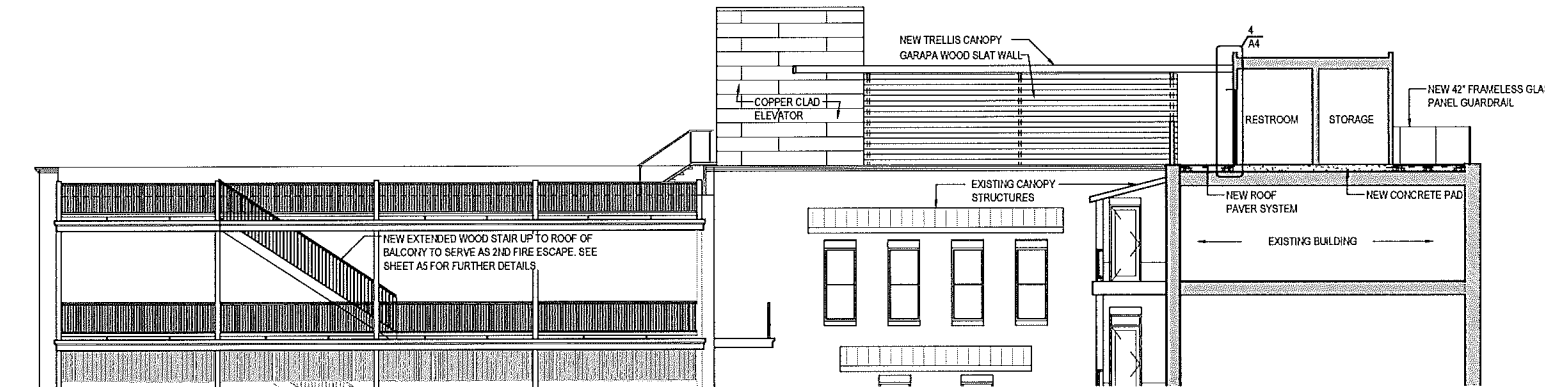 4
A4
NEW TRELLIS CANOPY
GARAPA WOOD SLAT WALL
COPPER CLAD
ELEVATOR
RESTROOM
STORAGE
NEW 42" FRAMELESS GLA
PANEL GUARDRAIL
EXISTING CANOPY
STRUCTURES
NEW ROOF
PAVER SYSTEM
NEW CONCRETE PAD
NEW EXTENDED WOOD STAIR UP TO ROOF OF
BALCONY TO SERVE AS 2ND FIRE ESCAPE. SEE
SHEET A5 FOR FURTHER DETAILS
EXISTING BUILDING